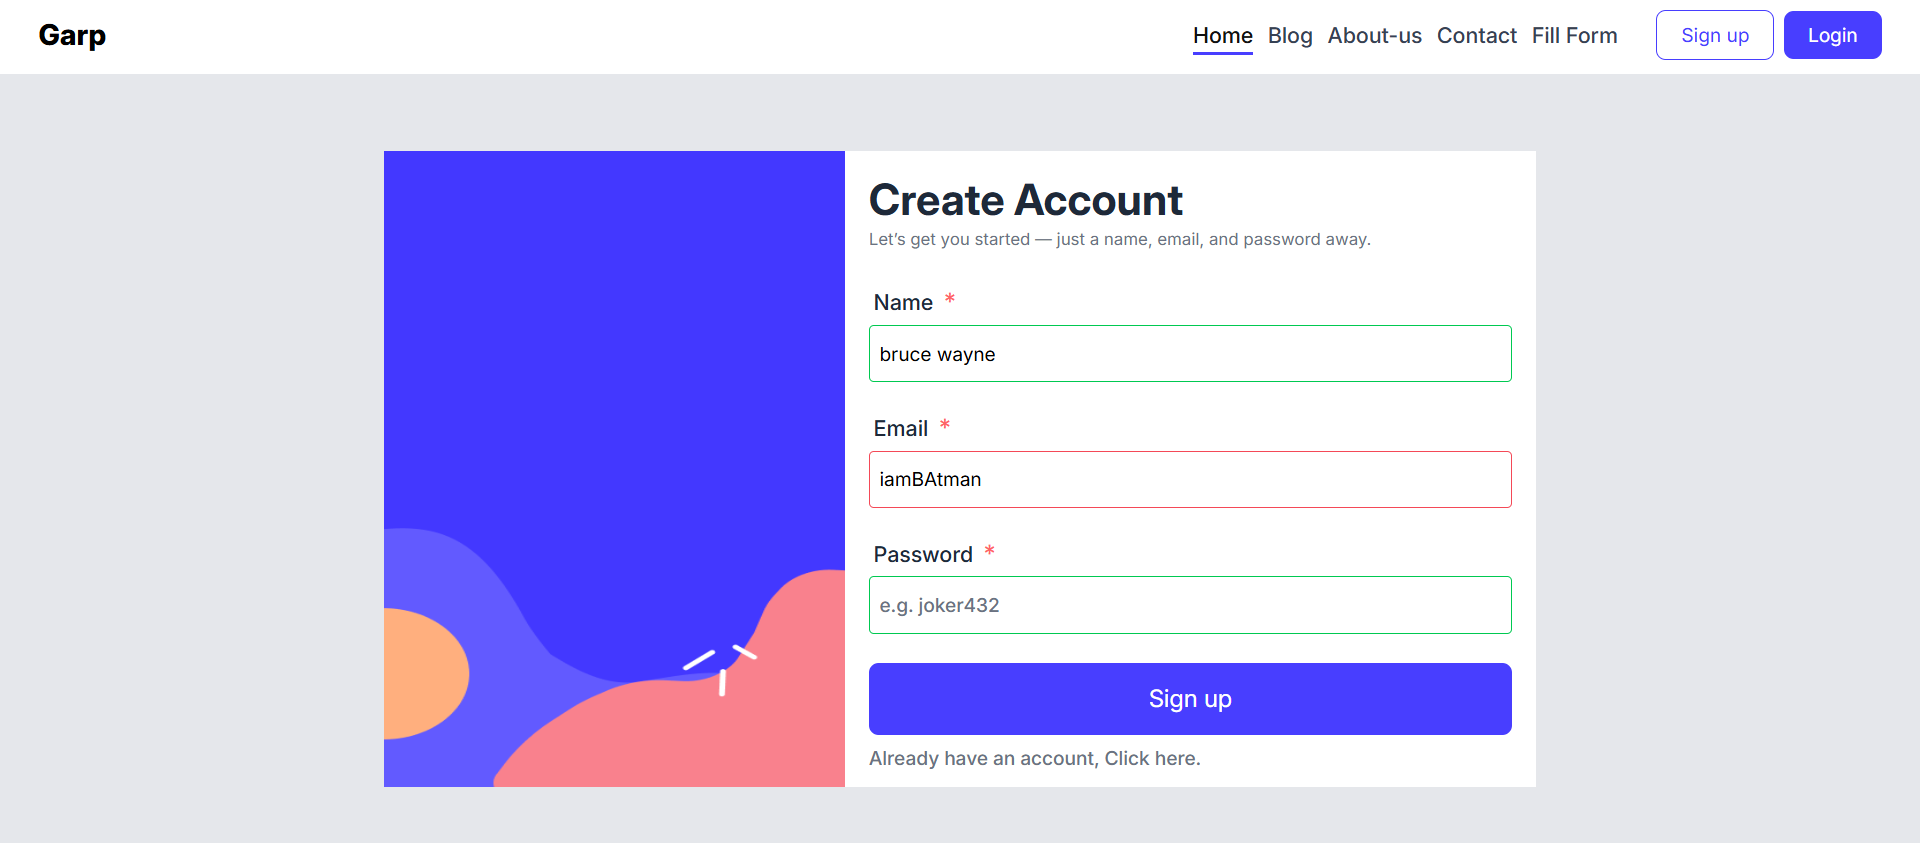 Garp Home Blog About-us Contact Fill Form Sign up Login
Create Account
Let's get you started — just a name, email, and password away.
Name *
bruce wayne
Email *
iamBAtman
Password *
e.g. joker432
Sign up
Already have an account, Click here.